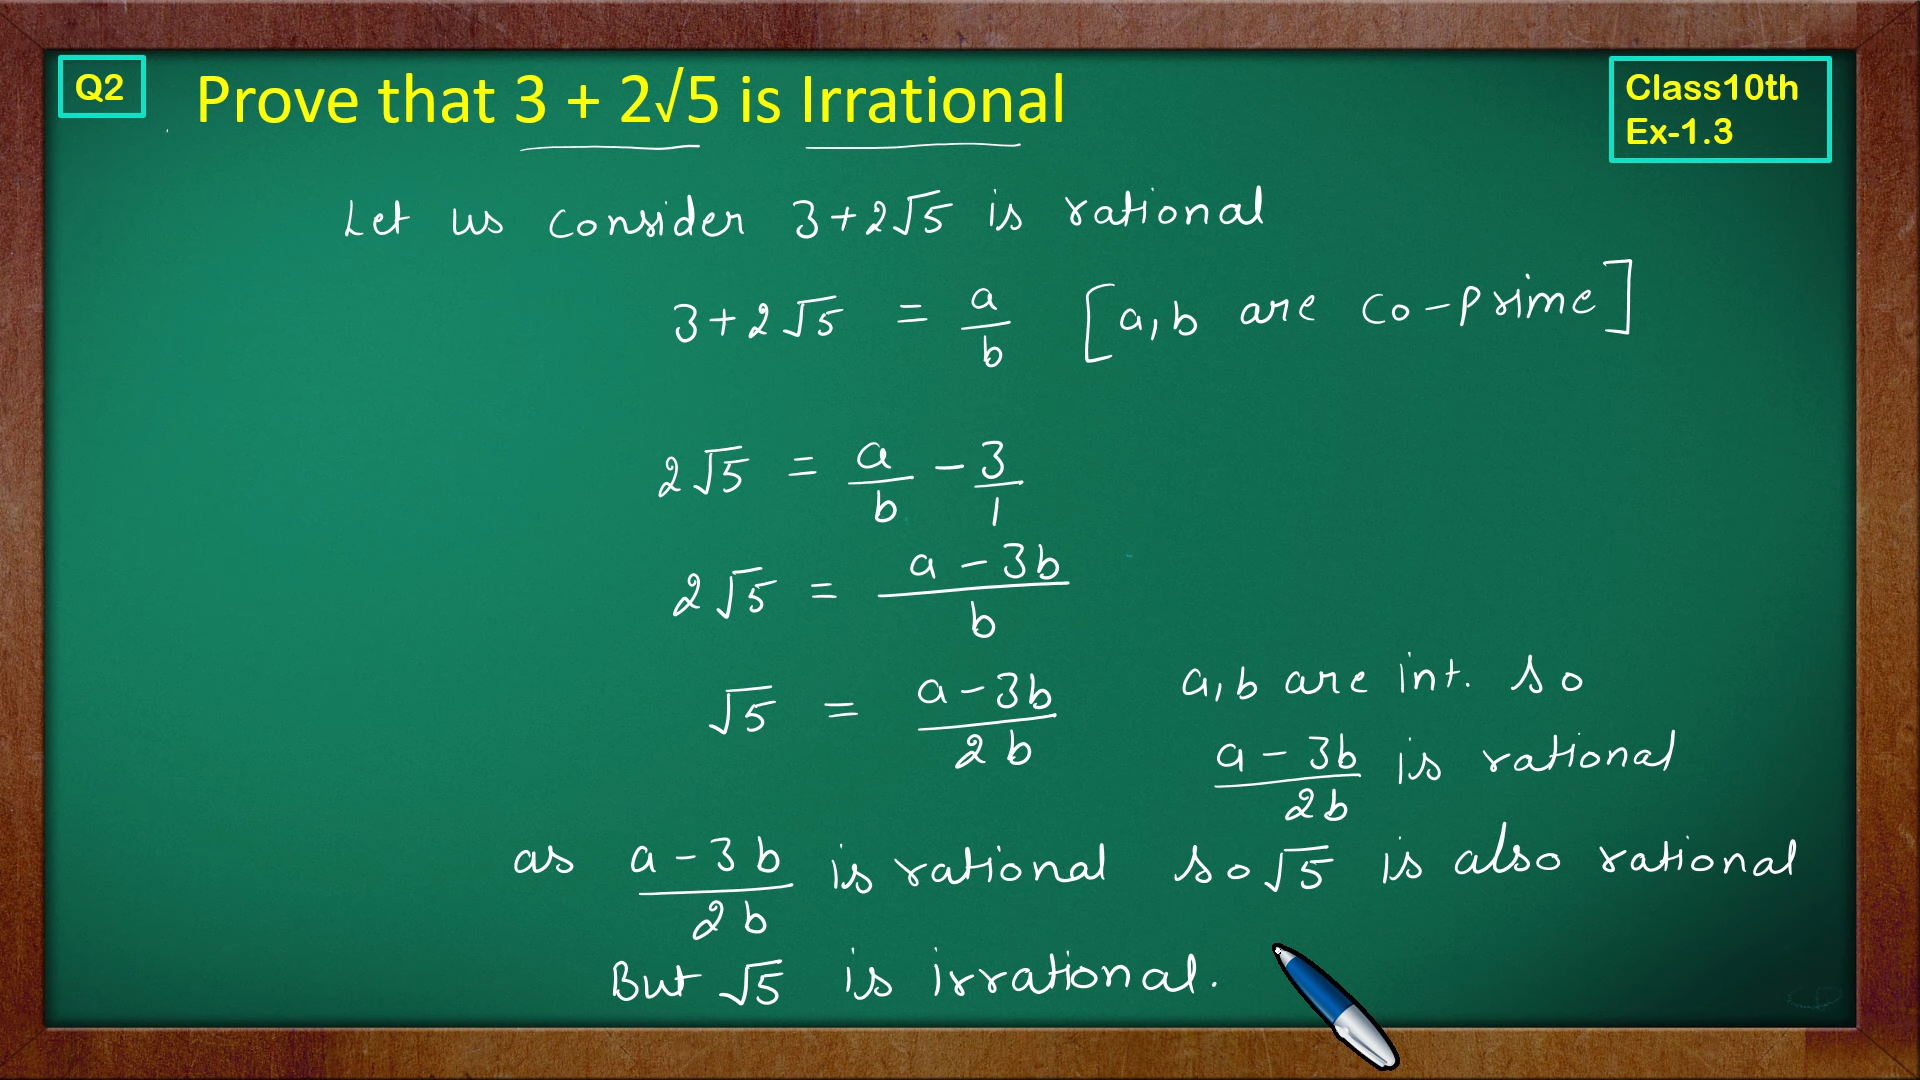 Q2
Prove that 3 + 2√5 is Irrational
Class10th
Ex-1.3
Let us consider 3+2√5 is rational
3+2√5 = a/b [a,b are co-prime]
2√5 = a/b - 3/1
2√5 = (a-3b)/b
√5 = (a-3b)/2b
a,b are int. so
(a-3b)/2b is rational
as (a-3b)/2b is rational so √5 is also rational
But √5 is irrational.